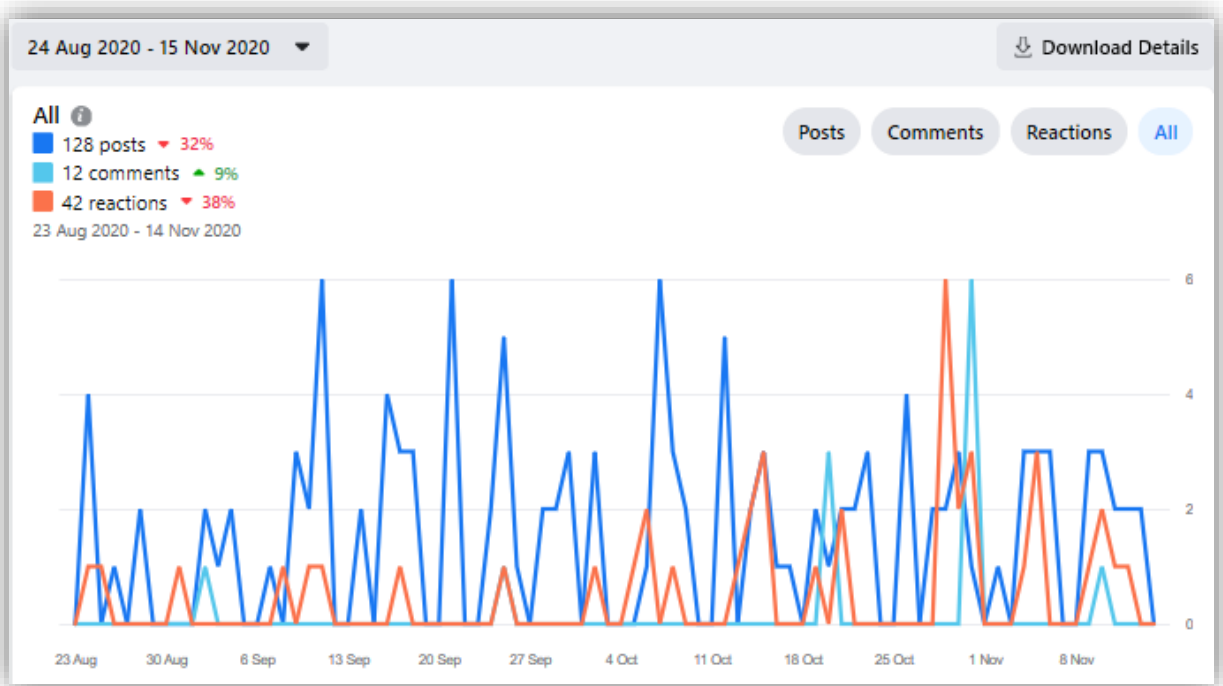 24 Aug 2020 - 15 Nov 2020
Download Details
All
Posts Comments Reactions All
128 posts 32%
12 comments 9%
42 reactions 38%
23 Aug 2020 - 14 Nov 2020
6
4
2
0
23 Aug 30 Aug 6 Sep 13 Sep 20 Sep 27 Sep 4 Oct 11 Oct 18 Oct 25 Oct 1 Nov 8 Nov